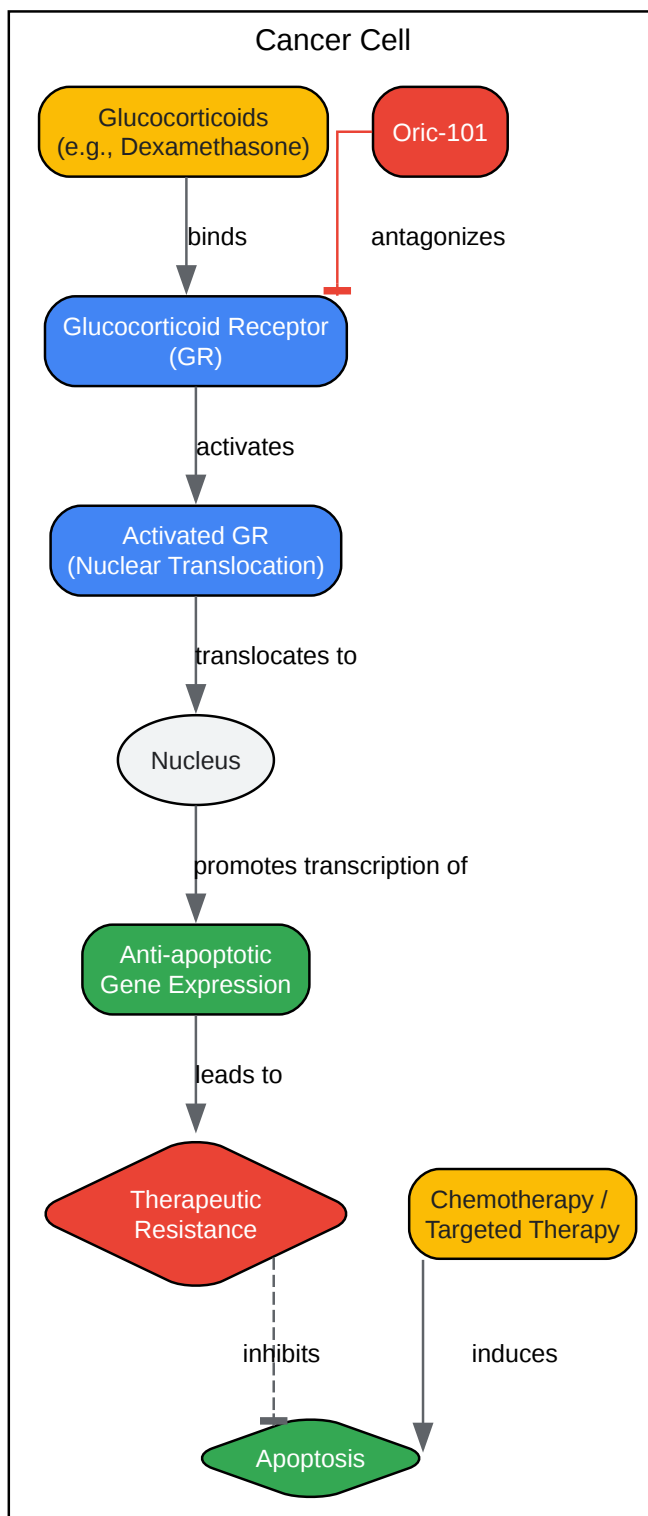 Cancer Cell
Glucocorticoids
(e.g., Dexamethasone)
Oric-101
binds
antagonizes
Glucocorticoid Receptor
(GR)
activates
Activated GR
(Nuclear Translocation)
translocates to
Nucleus
promotes transcription of
Anti-apoptotic
Gene Expression
leads to
Therapeutic
Resistance
Chemotherapy /
Targeted Therapy
inhibits
induces
Apoptosis